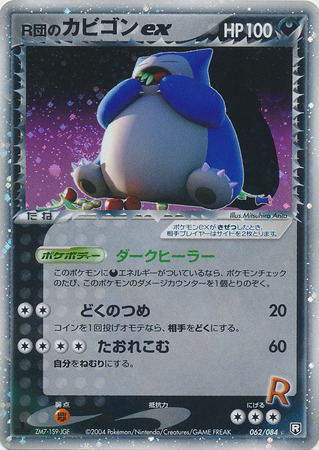 R団のカビゴンex HP100
たね
Illus.Mitsuhiro Arita
ポケモンexがきぜつしたとき、
相手プレイヤーはサイドを2枚とります。
ポケボディー ダークヒーラー
このポケモンにエネルギーがついているなら、ポケモンチェック
のたび、このポケモンのダメージカウンターを1個とりのぞく。
どくのつめ 20
コインを1回投げオモテなら、相手をどくにする。
たおれこむ 60
自分をねむりにする。
R
弱点 抵抗力 にげる
ZM7-159-JGF ©2004 Pokémon/Nintendo/Creatures/GAME FREAK 062/084 R